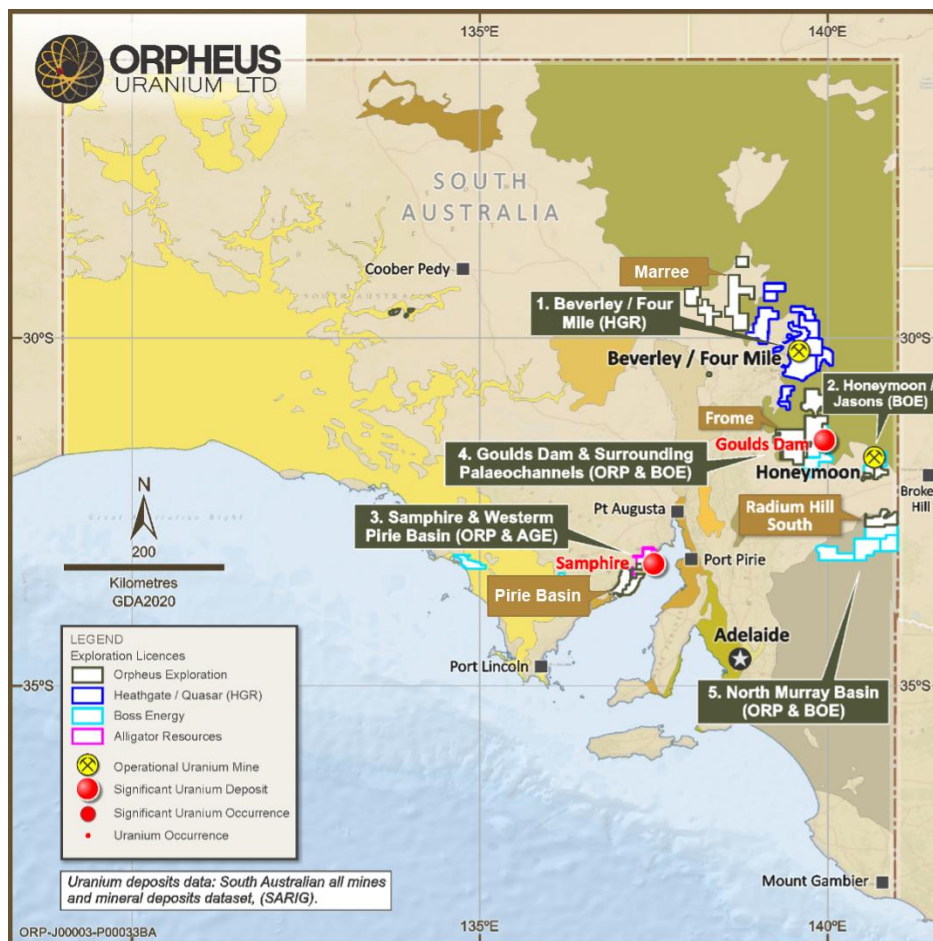 ORPHEUS
URANIUM LTD
135°E
140°E
SOUTH
AUSTRALIA
Coober Pedy
Marree
1. Beverley / Four
Mile (HGR)
30°S
30°S
Beverley / Four Mile
2. Honeymoon /
Jasons (BOE)
Frome
Goulds Dam
4. Goulds Dam & Surrounding
Palaeochannels (ORP & BOE)
Honeymoon
Broke
Hill
Radium Hill
South
N
Great Australian Bight
Pt Augusta
3. Samphire & Westerm
Pirie Basin (ORP & AGE)
200
Kilometres
GDA2020
Samphire
Port Pirie
Pirie Basin
Adelaide
Port Lincoln
35°S
35°S
5. North Murray Basin
(ORP & BOE)
LEGEND
Exploration Licences
Orpheus Exploration
Heathgate / Quasar (HGR)
Boss Energy
Alligator Resources
Operational Uranium Mine
Significant Uranium Deposit
Significant Uranium Occurrence
Uranium Occurrence
Uranium deposits data: South Australian all mines
and mineral deposits dataset, (SARIG).
Mount Gambier
ORP-J00003-P00033BA
135°E
140°E